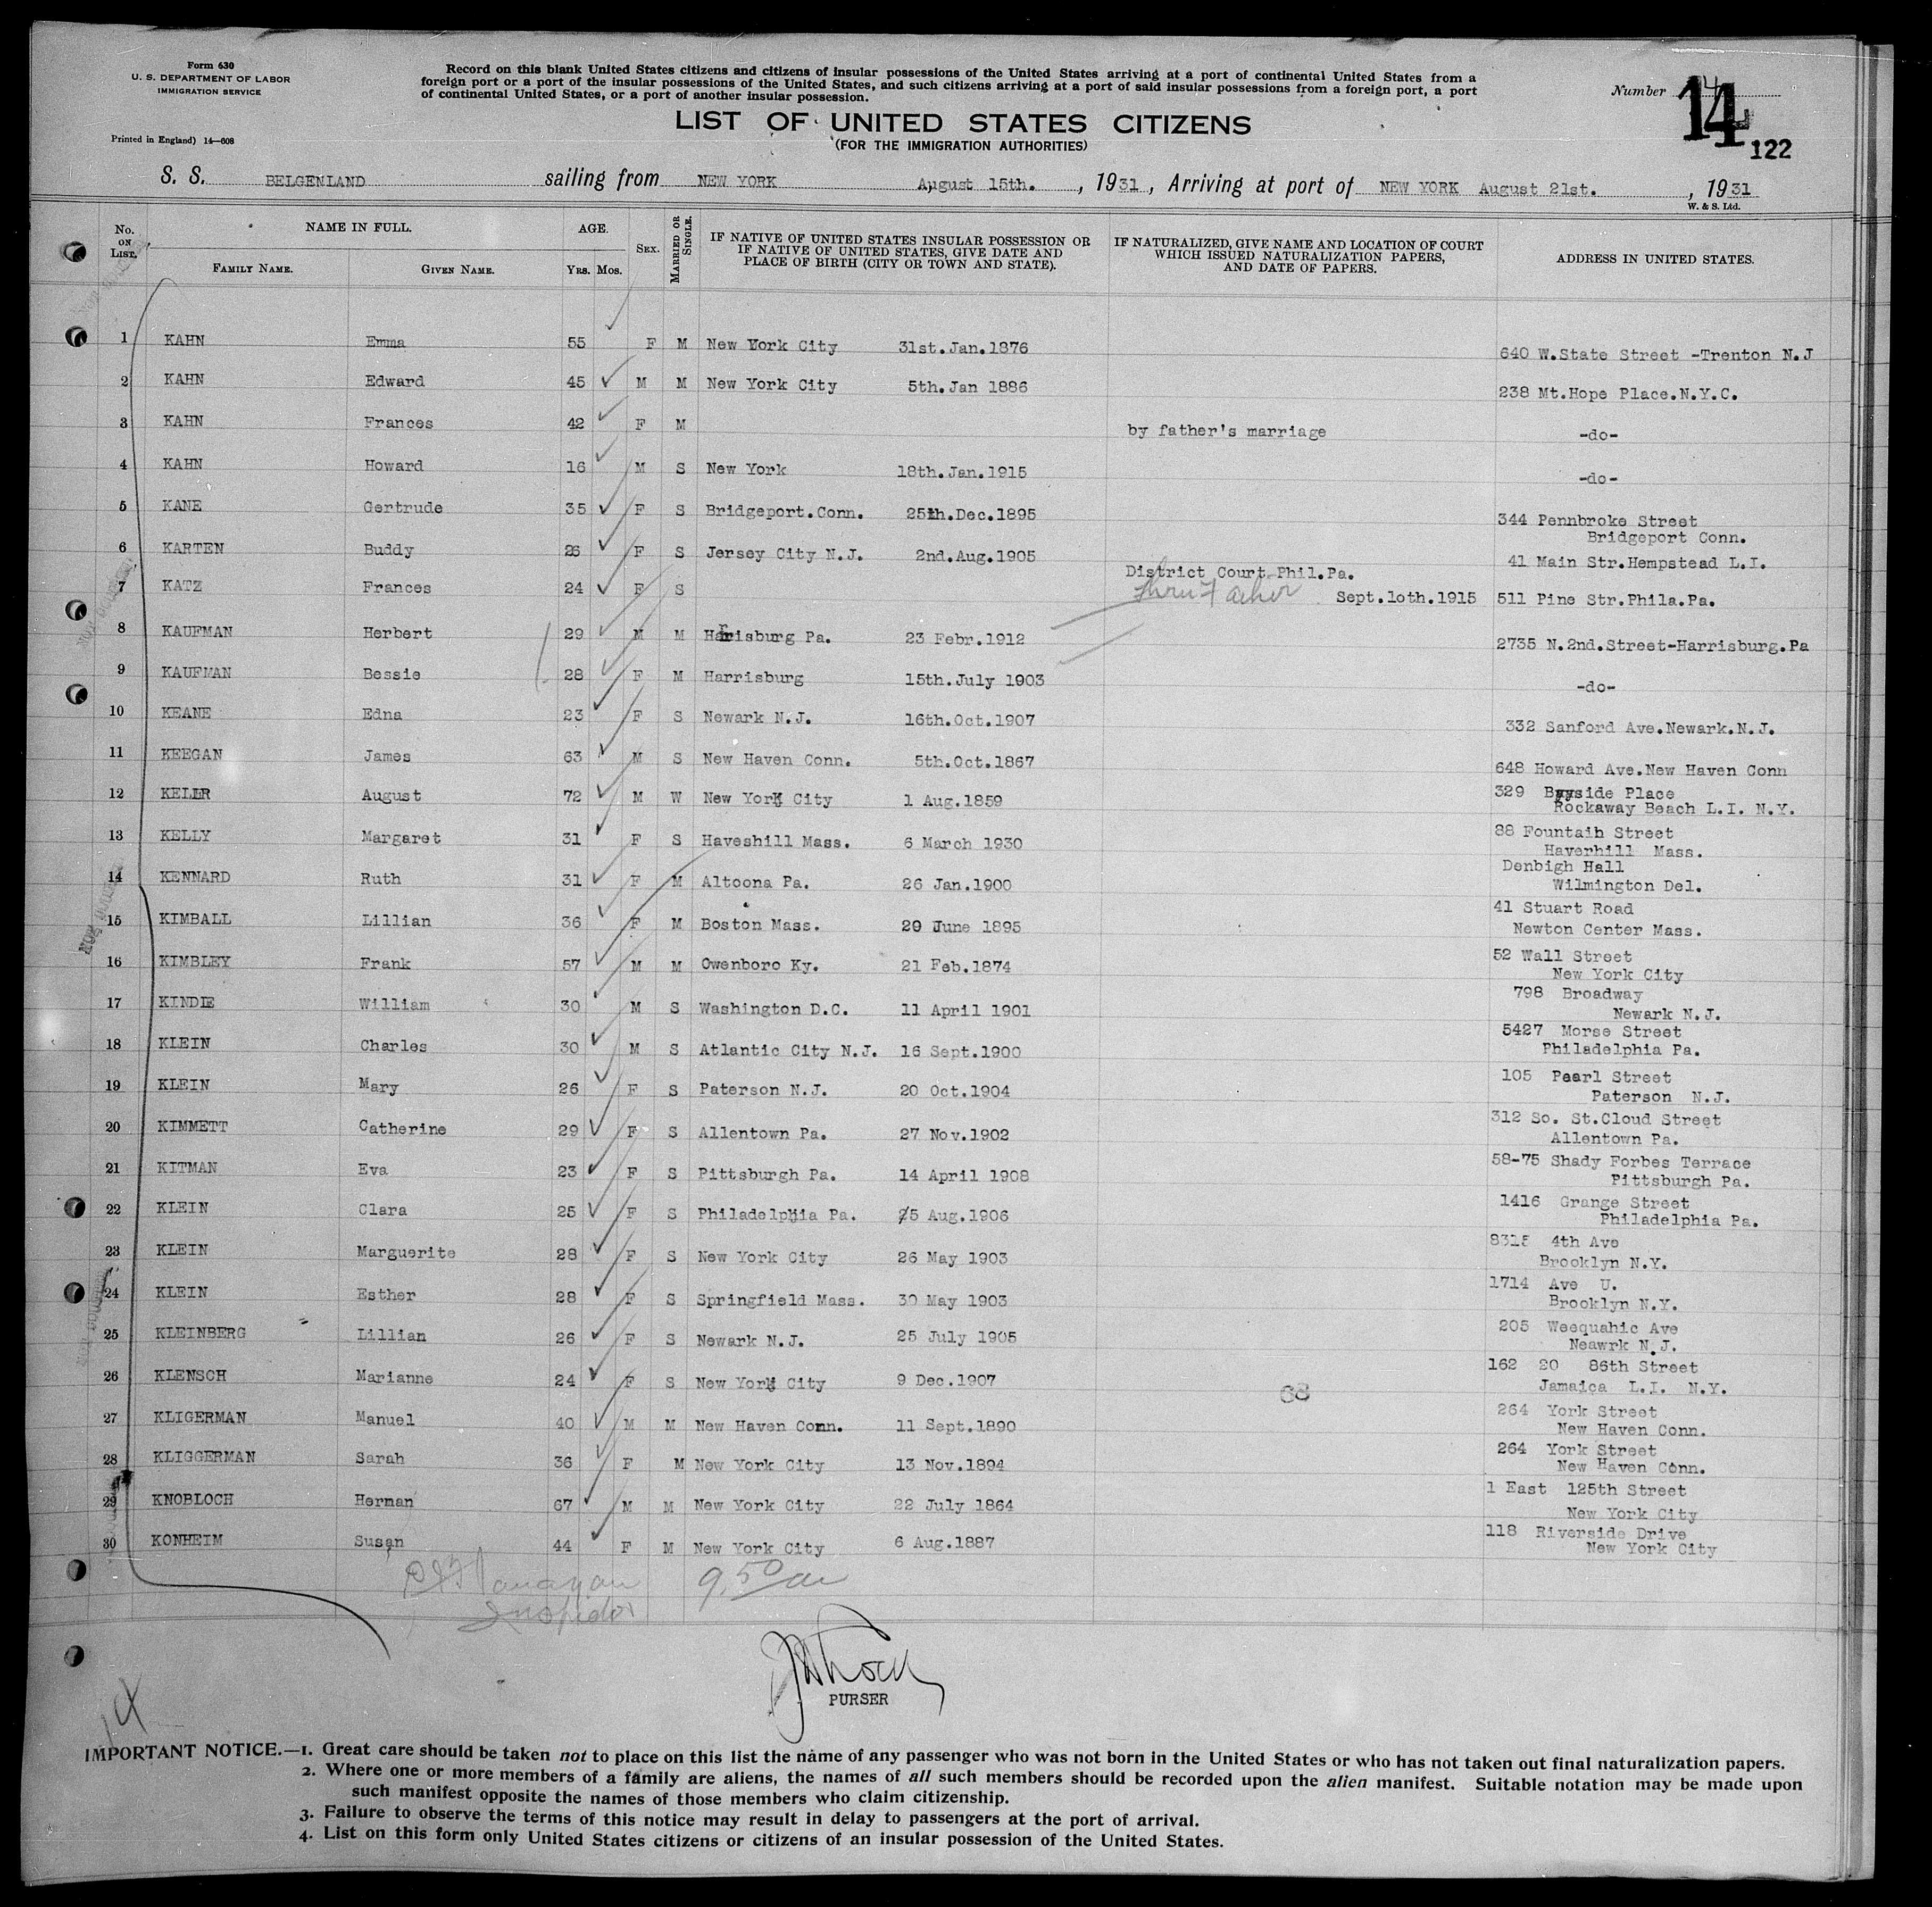 Form 630
U. S. DEPARTMENT OF LABOR
IMMIGRATION SERVICE
Printed in England) 14—608
Record on this blank United States citizens and citizens of insular possessions of the United States arriving at a port of continental United States from a
foreign port or a port of the insular possessions of the United States, and such citizens arriving at a port of said insular possessions from a foreign port, a port
of continental United States, or a port of another insular possession.
Number 14
122
LIST OF UNITED STATES CITIZENS
(FOR THE IMMIGRATION AUTHORITIES)
S. S. BELGENLAND sailing from NEW YORK August 15th. , 1931 , Arriving at port of NEW YORK August 21st. , 1931
W. & S. Ltd.
No. ON LIST. NAME IN FULL. FAMILY NAME. GIVEN NAME. AGE. YRS. MOS. SEX. MARRIED OR SINGLE. IF NATIVE OF UNITED STATES INSULAR POSSESSION OR IF NATIVE OF UNITED STATES, GIVE DATE AND PLACE OF BIRTH (CITY OR TOWN AND STATE). IF NATURALIZED, GIVE NAME AND LOCATION OF COURT WHICH ISSUED NATURALIZATION PAPERS, AND DATE OF PAPERS. ADDRESS IN UNITED STATES.
1 KAHN Emma 55 F M New York City 31st.Jan.1876 640 W.State Street -Trenton N.J
2 KAHN Edward 45 M M New York City 5th.Jan 1886 238 Mt.Hope Place.N.Y.C.
3 KAHN Frances 42 F M by father's marriage -do-
4 KAHN Howard 16 M S New York 18th.Jan.1915 -do-
5 KANE Gertrude 35 F S Bridgeport.Conn. 25th.Dec.1895 344 Pennbroke Street
Bridgeport Conn.
6 KARTEN Buddy 26 F S Jersey City N.J. 2nd.Aug.1905 41 Main Str.Hempstead L.I.
District Court Phil.Pa.
7 KATZ Frances 24 F S thru Father Sept.1oth.1915 511 Pine Str.Phila.Pa.
8 KAUFMAN Herbert 29 M M Harrisburg Pa. 23 Febr.1912 2735 N.2nd.Street-Harrisburg.Pa
9 KAUFMAN Bessie 28 F M Harrisburg 15th.July 1903 -do-
10 KEANE Edna 23 F S Newark N.J. 16th.Oct.1907 332 Sanford Ave.Newark.N.J.
11 KEEGAN James 63 M S New Haven Conn. 5th.Oct.1867 648 Howard Ave.New Haven Conn
12 KELLR August 72 M W New York City 1 Aug.1859 329 Bayside Place
Rockaway Beach L.I. N.Y.
13 KELLY Margaret 31 F S Haveshill Mass. 6 March 1930 88 Fountaih Street
Haverhill Mass.
14 KENNARD Ruth 31 F M Altoona Pa. 26 Jan.1900 Denbigh Hall
Wilmington Del.
15 KIMBALL Lillian 36 F M Boston Mass. 29 June 1895 41 Stuart Road
Newton Center Mass.
16 KIMBLEY Frank 57 M M Owenboro Ky. 21 Feb.1874 52 Wall Street
New York City
17 KINDLE William 30 M S Washington D.C. 11 April 1901 798 Broadway
Newark N.J.
18 KLEIN Charles 30 M S Atlantic City N.J. 16 Sept.1900 5427 Morse Street
Philadelphia Pa.
19 KLEIN Mary 26 F S Paterson N.J. 20 Oct.1904 105 Pearl Street
Paterson N.J.
20 KIMMETT Catherine 29 F S Allentown Pa. 27 Nov.1902 312 So. St.Cloud Street
Allentown Pa.
21 KITMAN Eva 23 F S Pittsburgh Pa. 14 April 1908 58-75 Shady Forbes Terrace
Pittsburgh Pa.
22 KLEIN Clara 25 F S Philadelphia Pa. 25 Aug.1906 1416 Grange Street
Philadelphia Pa.
23 KLEIN Marguerite 28 F S New York City 26 May 1903 8315 4th Ave
Brooklyn N.Y.
24 KLEIN Esther 28 F S Springfield Mass. 30 May 1903 1714 Ave U.
Brooklyn N.Y.
25 KLEINBERG Lillian 26 F S Newark N.J. 25 July 1905 205 Weequahic Ave
Neawrk N.J.
26 KLENSCH Marianne 24 F S New York City 9 Dec.1907 68 162 20 86th Street
Jamaica L.I. N.Y.
27 KLIGERMAN Manuel 40 M M New Haven Conn. 11 Sept.1890 264 York Street
New Haven Conn.
28 KLIGGERMAN Sarah 36 F M New York City 13 Nov.1894 264 York Street
New Haven Conn.
29 KNOBLOCH Herman 67 M M New York City 22 July 1864 1 East 125th Street
New York City
30 KONHEIM Susan 44 F M New York City 6 Aug.1887 118 Riverside Drive
New York City
9.50 am
Inspector
PURSER
14
IMPORTANT NOTICE.—1. Great care should be taken not to place on this list the name of any passenger who was not born in the United States or who has not taken out final naturalization papers.
2. Where one or more members of a family are aliens, the names of all such members should be recorded upon the alien manifest. Suitable notation may be made upon
such manifest opposite the names of those members who claim citizenship.
3. Failure to observe the terms of this notice may result in delay to passengers at the port of arrival.
4. List on this form only United States citizens or citizens of an insular possession of the United States.